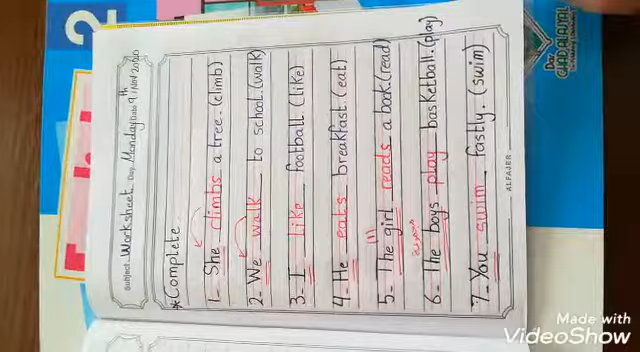 Subject: Worksheet Day: Monday Date: 9th Nov 2020
* Complete
1- She climbs a tree. (climb)
2- We walk to school. (walk)
3- I like football (like)
4- He eats breakfast. (eat)
5- The girl reads a book. (read)
6- The boys play basketball. (play)
7- You swim fastly. (swim)
ALFAJER
2
Dar
Made with
VideoShow